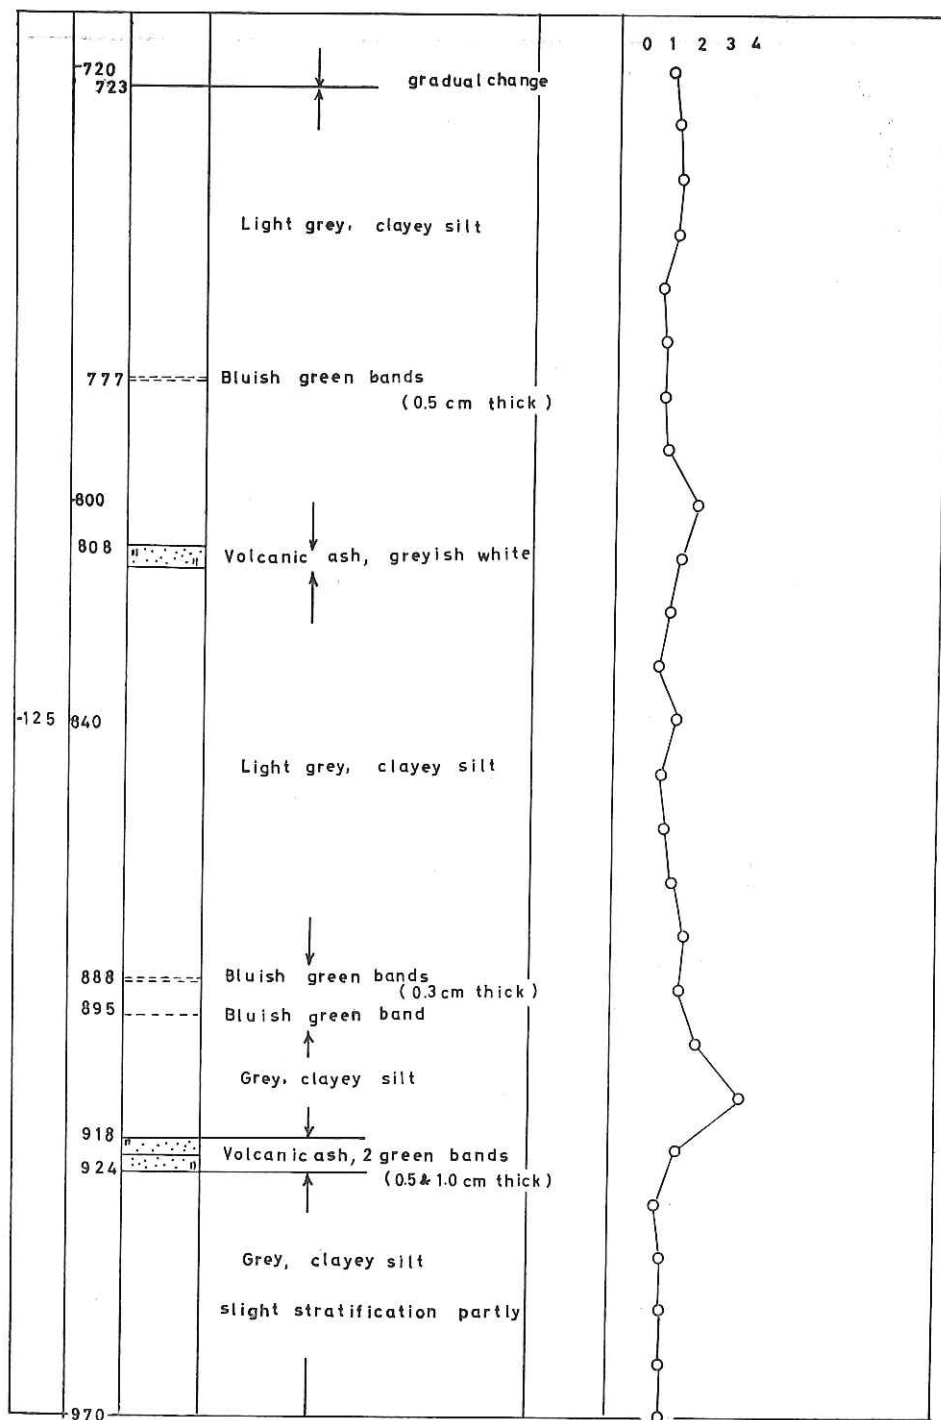 0 1 2 3 4
-720
723 gradual change
Light grey, clayey silt
777 Bluish green bands
(0.5 cm thick)
-800
808 Volcanic ash, greyish white
-125 840
Light grey, clayey silt
888 Bluish green bands
(0.3 cm thick)
895 Bluish green band
Grey, clayey silt
918
Volcanic ash, 2 green bands
924 (0.5 & 1.0 cm thick)
Grey, clayey silt
slight stratification partly
-970